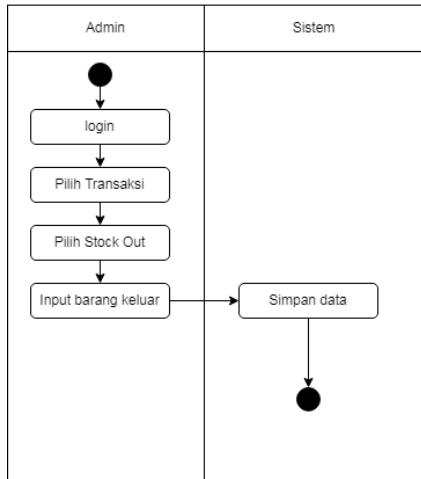 Admin
Sistem
login
Pilih Transaksi
Pilih Stock Out
Input barang keluar
Simpan data